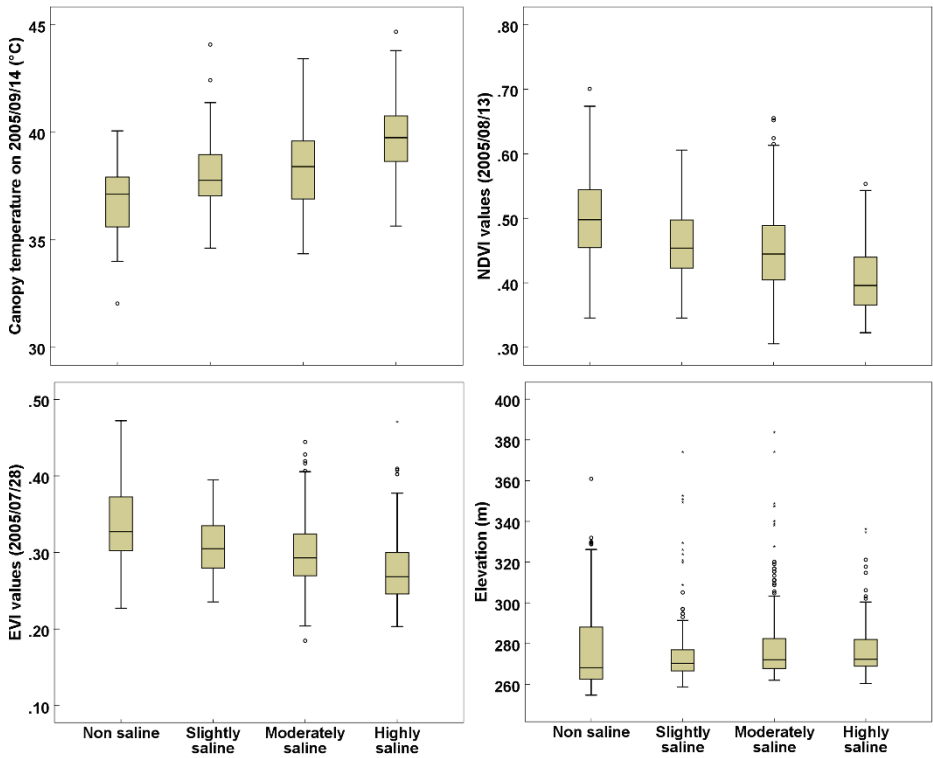 Canopy temperature on 2005/09/14 (°C)
45
40
35
30
NDVI values (2005/08/13)
.80
.70
.60
.50
.40
.30
EVI values (2005/07/28)
.50
.40
.30
.20
.10
Non saline
Slightly
saline
Moderately
saline
Highly
saline
Elevation (m)
400
380
360
340
320
300
280
260
Non saline
Slightly
saline
Moderately
saline
Highly
saline